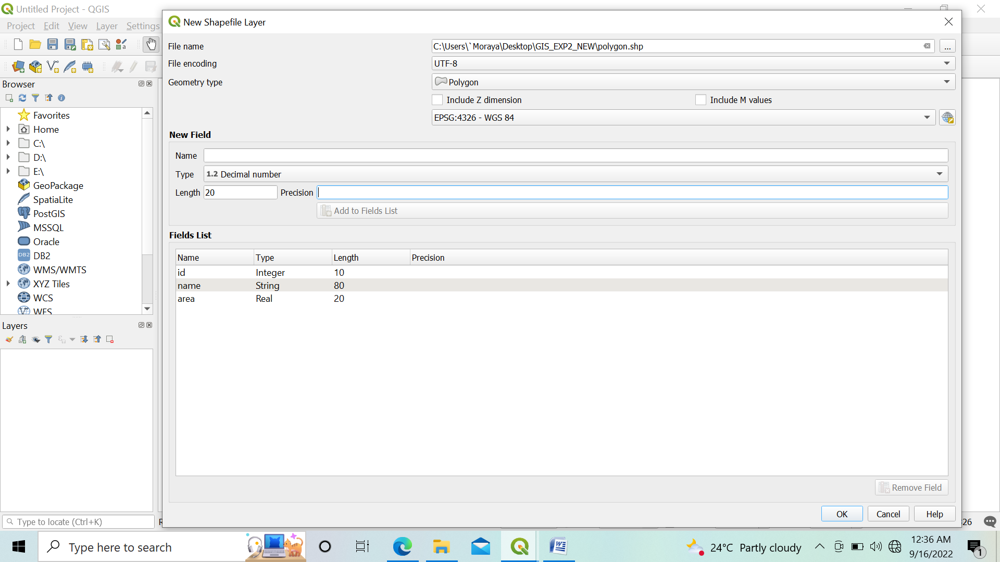 Untitled Project - QGIS
Project Edit View Layer Settings
New Shapefile Layer
File name C:\Users\`Moraya\Desktop\GIS_EXP2_NEW\polygon.shp ...
File encoding UTF-8
Geometry type Polygon
Include Z dimension Include M values
EPSG:4326 - WGS 84
New Field
Name
Type 1.2 Decimal number
Length 20 Precision
Add to Fields List
Fields List
Name Type Length Precision
id Integer 10
name String 80
area Real 20
Remove Field
OK Cancel Help
Browser
Favorites
Home
C:\
D:\
E:\
GeoPackage
SpatiaLite
PostGIS
MSSQL
Oracle
DB2 DB2
WMS/WMTS
XYZ Tiles
WCS
WFS
Layers
Type to locate (Ctrl+K) R 26
Type here to search
24°C Partly cloudy
12:36 AM
9/16/2022
1